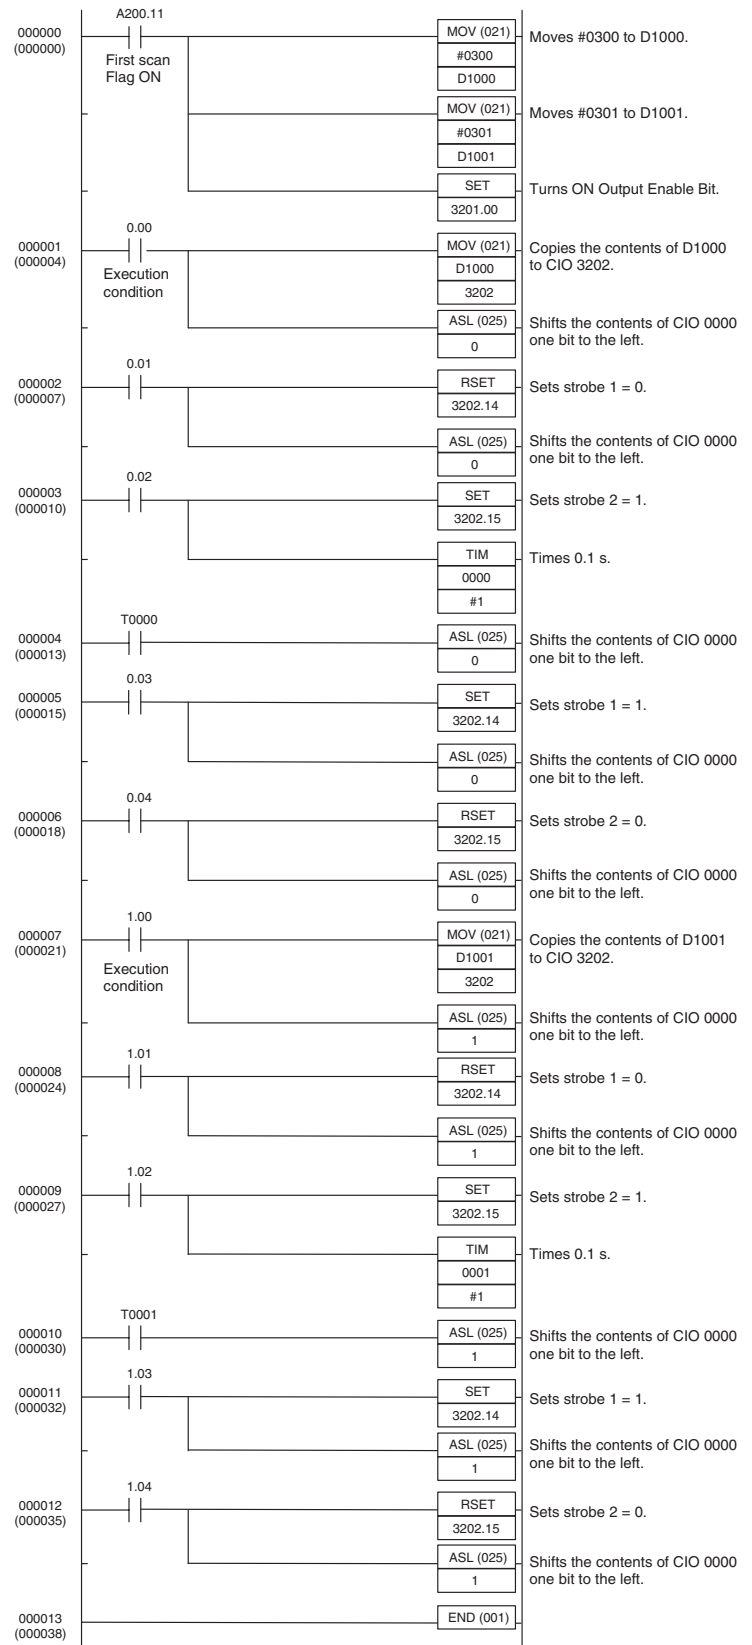 A200.11
000000
(000000)
First scan
Flag ON
MOV (021)
#0300
D1000
Moves #0300 to D1000.
MOV (021)
#0301
D1001
Moves #0301 to D1001.
SET
3201.00
Turns ON Output Enable Bit.
0.00
000001
(000004)
Execution
condition
MOV (021)
D1000
3202
Copies the contents of D1000
to CIO 3202.
ASL (025)
0
Shifts the contents of CIO 0000
one bit to the left.
0.01
000002
(000007)
RSET
3202.14
Sets strobe 1 = 0.
ASL (025)
0
Shifts the contents of CIO 0000
one bit to the left.
0.02
000003
(000010)
SET
3202.15
Sets strobe 2 = 1.
TIM
0000
#1
Times 0.1 s.
T0000
000004
(000013)
ASL (025)
0
Shifts the contents of CIO 0000
one bit to the left.
0.03
000005
(000015)
SET
3202.14
Sets strobe 1 = 1.
ASL (025)
0
Shifts the contents of CIO 0000
one bit to the left.
0.04
000006
(000018)
RSET
3202.15
Sets strobe 2 = 0.
ASL (025)
0
Shifts the contents of CIO 0000
one bit to the left.
1.00
000007
(000021)
Execution
condition
MOV (021)
D1001
3202
Copies the contents of D1001
to CIO 3202.
ASL (025)
1
Shifts the contents of CIO 0000
one bit to the left.
1.01
000008
(000024)
RSET
3202.14
Sets strobe 1 = 0.
ASL (025)
1
Shifts the contents of CIO 0000
one bit to the left.
1.02
000009
(000027)
SET
3202.15
Sets strobe 2 = 1.
TIM
0001
#1
Times 0.1 s.
T0001
000010
(000030)
ASL (025)
1
Shifts the contents of CIO 0000
one bit to the left.
1.03
000011
(000032)
SET
3202.14
Sets strobe 1 = 1.
ASL (025)
1
Shifts the contents of CIO 0000
one bit to the left.
1.04
000012
(000035)
RSET
3202.15
Sets strobe 2 = 0.
ASL (025)
1
Shifts the contents of CIO 0000
one bit to the left.
000013
(000038)
END (001)